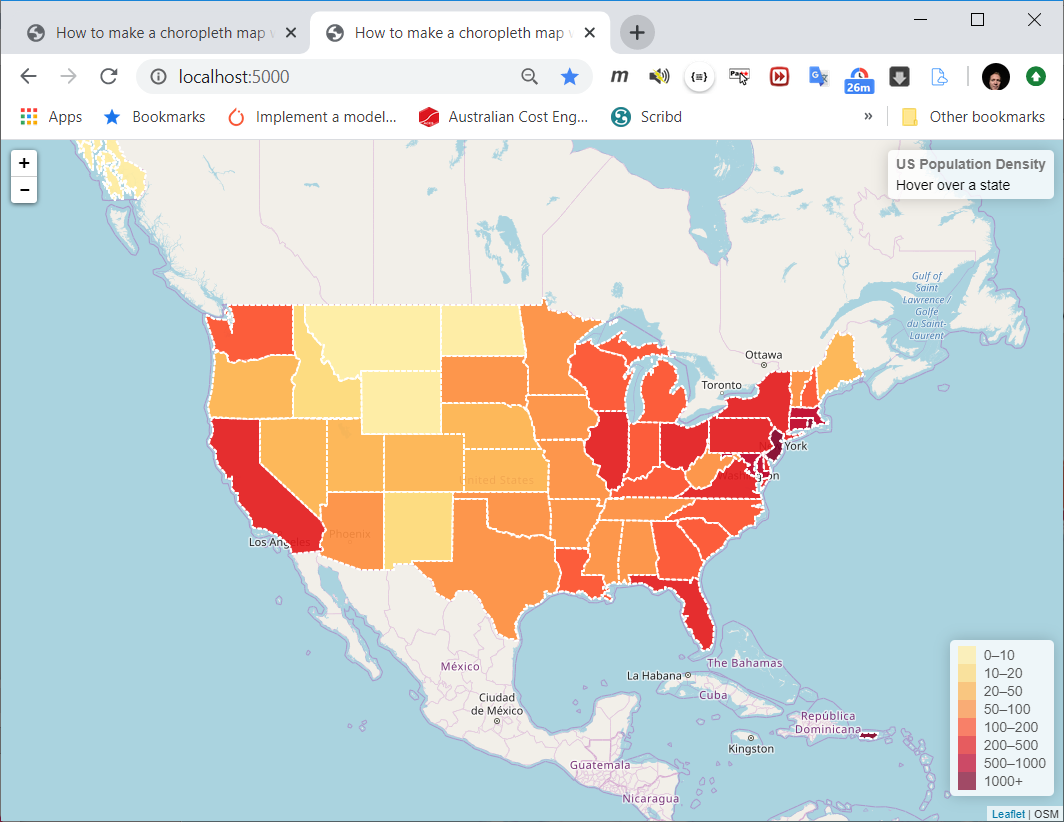 How to make a choropleth map
How to make a choropleth map
localhost:5000
m
26m
Apps
Bookmarks
Implement a model...
Australian Cost Eng...
Scribd
»
Other bookmarks
+
−
US Population Density
Hover over a state
Gulf of
Saint
Lawrence /
Golfe
du Saint-
Laurent
Ottawa
Toronto
York
Washington
United States
Los Angeles
Phoenix
México
Ciudad
de México
La Habana
The Bahamas
Cuba
República
Dominicana
Kingston
Guatemala
Nicaragua
0–10
10–20
20–50
50–100
100–200
200–500
500–1000
1000+
Leaflet | OSM